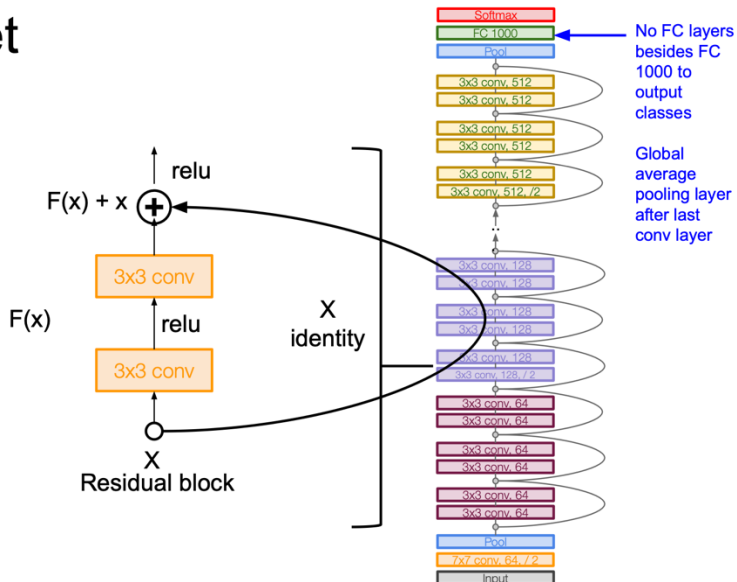 et
relu
F(x) + x
3x3 conv
F(x)
relu
3x3 conv
X
Residual block
X
identity
Softmax
FC 1000
Pool
3x3 conv, 512
3x3 conv, 512
3x3 conv, 512
3x3 conv, 512
3x3 conv, 512
3x3 conv, 512, /2
..
3x3 conv, 128
3x3 conv, 128
3x3 conv, 128
3x3 conv, 128
3x3 conv, 128
3x3 conv, 128, / 2
3x3 conv, 64
3x3 conv, 64
3x3 conv, 64
3x3 conv, 64
3x3 conv, 64
3x3 conv, 64
Pool
7x7 conv, 64, / 2
Input
No FC layers
besides FC
1000 to
output
classes
Global
average
pooling layer
after last
conv layer